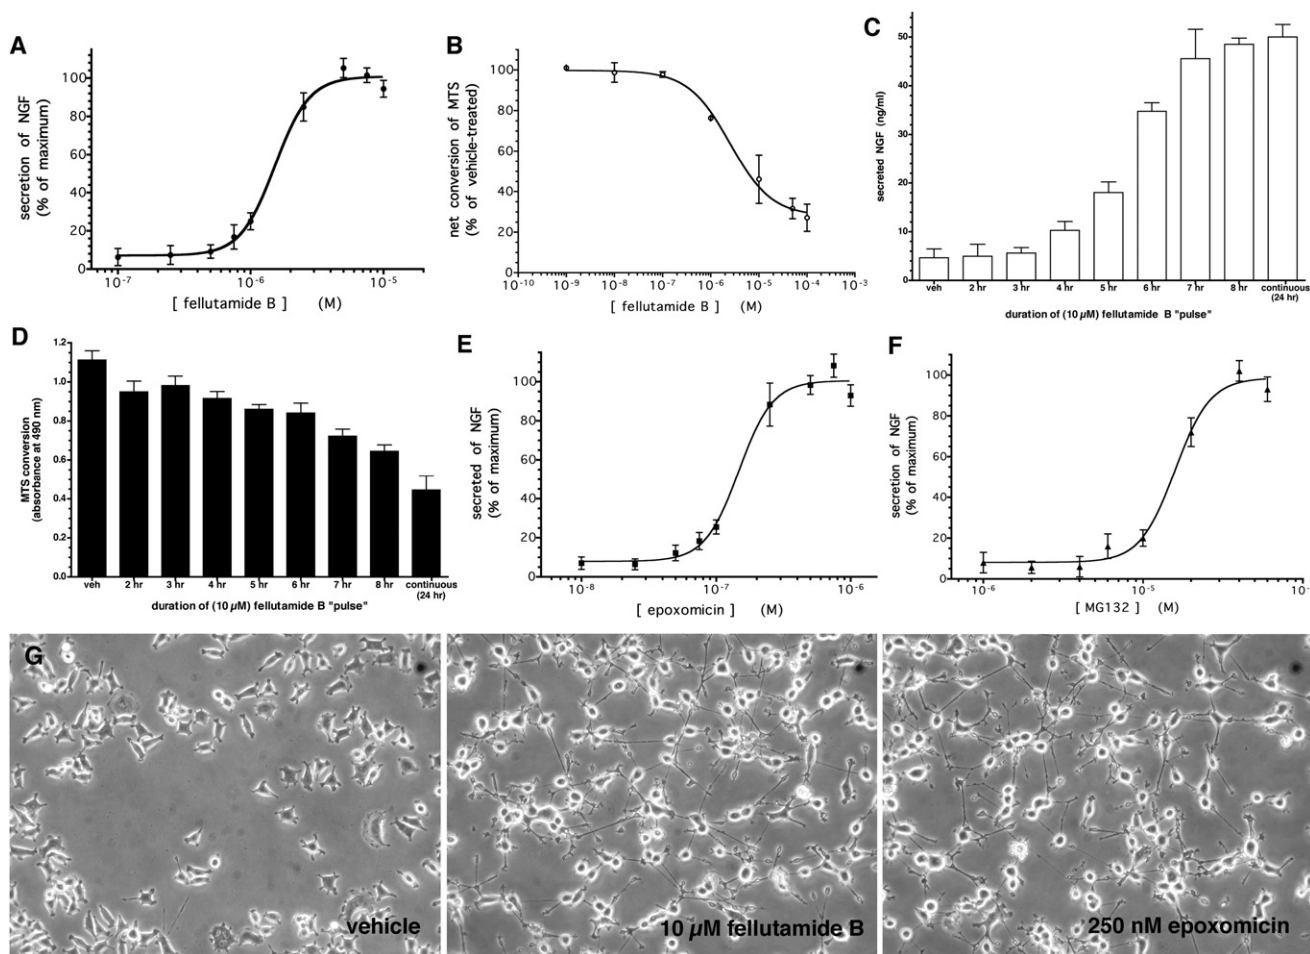 A
secretion of NGF
(% of maximum)
100
80
60
40
20
0
10-7
10-6
10-5
[ fellutamide B ] (M)
B
net conversion of MTS
(% of vehicle-treated)
100
80
60
40
20
0
10-10
10-9
10-8
10-7
10-6
10-5
10-4
10-3
[ fellutamide B ] (M)
C
secreted NGF (ng/ml)
50
40
30
20
10
0
veh
2 hr
3 hr
4 hr
5 hr
6 hr
7 hr
8 hr
continuous
(24 hr)
duration of (10 µM) fellutamide B "pulse"
D
MTS conversion
(absorbance at 490 nm)
1.2
1.0
0.8
0.6
0.4
0.2
0.0
veh
2 hr
3 hr
4 hr
5 hr
6 hr
7 hr
8 hr
continuous
(24 hr)
duration of (10 µM) fellutamide B "pulse"
E
secreted of NGF
(% of maximum)
100
80
60
40
20
0
10-8
10-7
10-6
[ epoxomicin ] (M)
F
secretion of NGF
(% of maximum)
100
80
60
40
20
0
10-6
10-5
[ MG132 ] (M)
G
vehicle
10 µM fellutamide B
250 nM epoxomicin